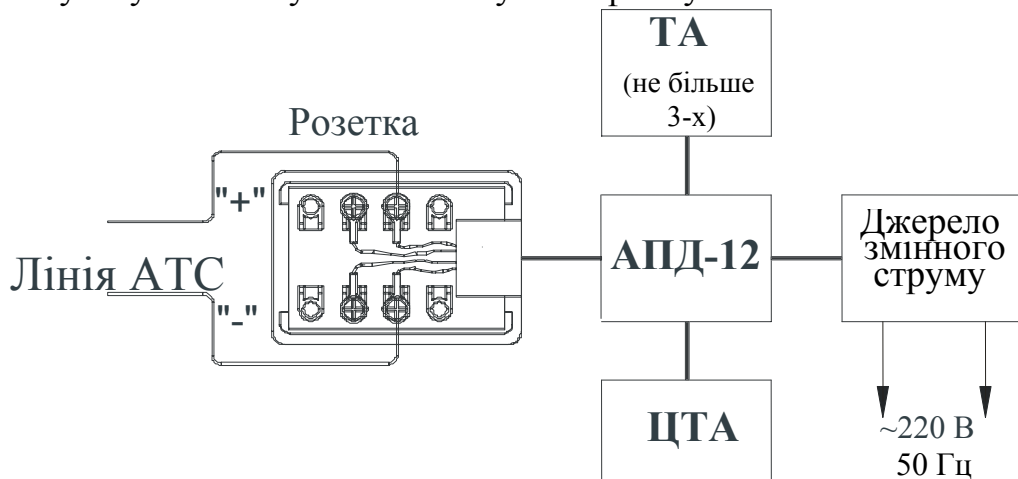 ТА
(не більше
3-х)
Розетка
"+"
Лінія АТС
"-"
АПД-12
Джерело
змінного
струму
ЦТА
~220 В
50 Гц